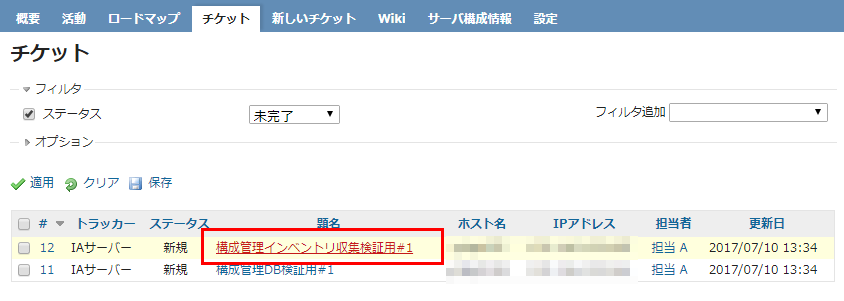 概要 活動 ロードマップ チケット 新しいチケット Wiki サーバ構成情報 設定
チケット
フィルタ
ステータス 未完了 フィルタ追加
オプション
適用 クリア 保存
# トラッカー ステータス 題名 ホスト名 IPアドレス 担当者 更新日
12 IAサーバー 新規 構成管理インベントリ収集検証用#1 担当 A 2017/07/10 13:34
11 IAサーバー 新規 構成管理DB検証用#1 担当 A 2017/07/10 13:34